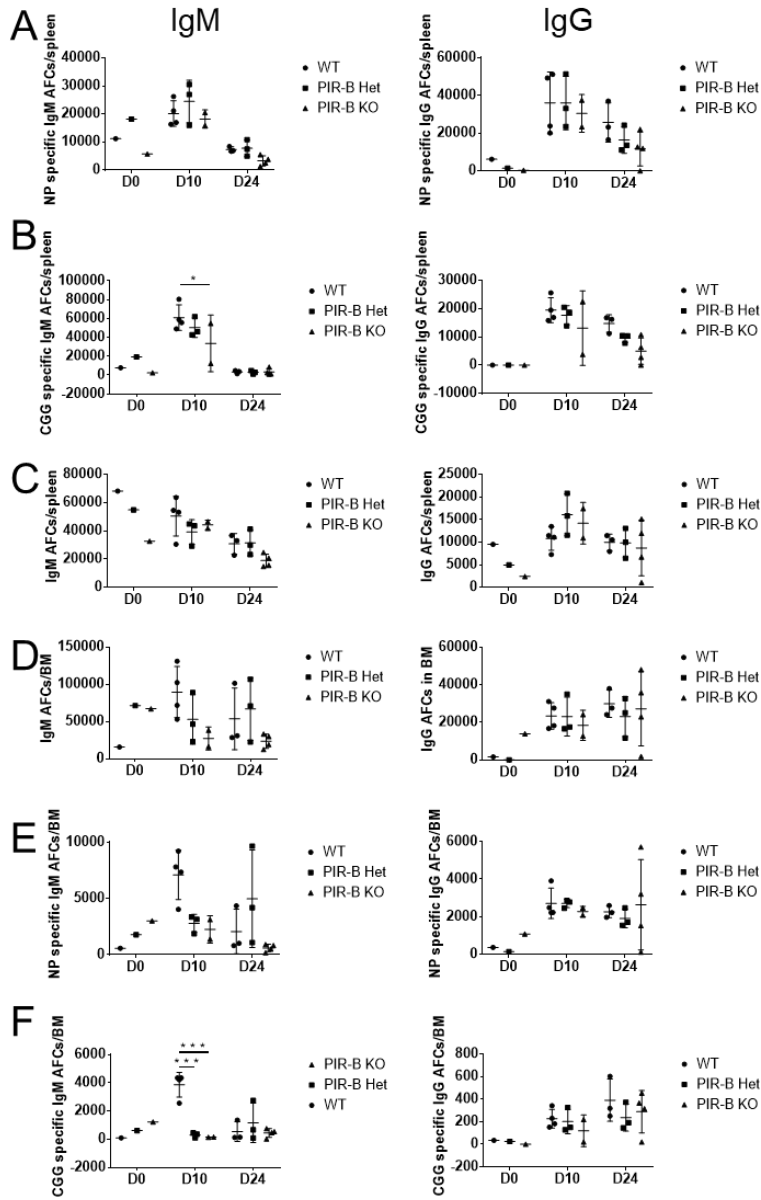 IgM
IgG
A
NP specific IgM AFCs/spleen
40000
30000
20000
10000
0
D0
D10
D24
WT
PIR-B Het
PIR-B KO
NP specific IgG AFCs/spleen
60000
40000
20000
0
D0
D10
D24
WT
PIR-B Het
PIR-B KO
B
CGG specific IgM AFCs/spleen
100000
80000
60000
40000
20000
0
-20000
*
D0
D10
D24
WT
PIR-B Het
PIR-B KO
CGG specific IgG AFCs/spleen
30000
20000
10000
0
-10000
D0
D10
D24
WT
PIR-B Het
PIR-B KO
C
IgM AFCs/spleen
80000
60000
40000
20000
0
D0
D10
D24
WT
PIR-B Het
PIR-B KO
IgG AFCs/spleen
25000
20000
15000
10000
5000
0
D0
D10
D24
WT
PIR-B Het
PIR-B KO
D
IgM AFCs/BM
150000
100000
50000
0
D0
D10
D24
WT
PIR-B Het
PIR-B KO
IgG AFCs in BM
60000
40000
20000
0
D0
D10
D24
WT
PIR-B Het
PIR-B KO
E
NP specific IgM AFCs/BM
10000
5000
0
D0
D10
D24
WT
PIR-B Het
PIR-B KO
NP specific IgG AFCs/BM
6000
4000
2000
0
D0
D10
D24
WT
PIR-B Het
PIR-B KO
F
CGG specific IgM AFCs/BM
6000
4000
2000
0
-2000
***
***
D0
D10
D24
PIR-B KO
PIR-B Het
WT
CGG specific IgG AFCs/BM
800
600
400
200
0
-200
D0
D10
D24
WT
PIR-B Het
PIR-B KO